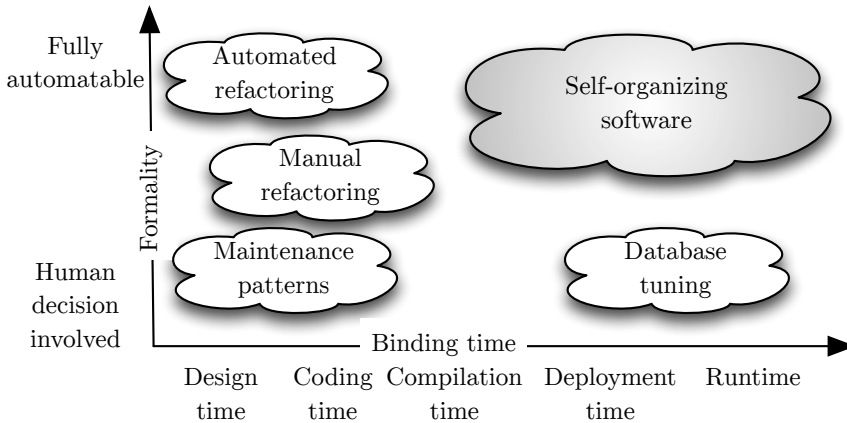 Fully
automatable
Automated
refactoring
Self-organizing
software
Manual
refactoring
Formality
Maintenance
patterns
Database
tuning
Human
decision
involved
Binding time
Design
time
Coding
time
Compilation
time
Deployment
time
Runtime